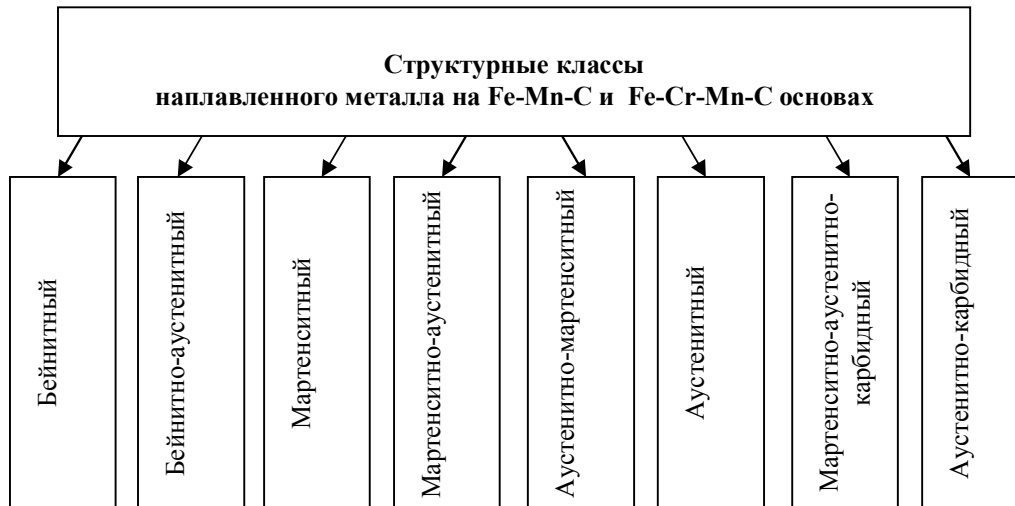 Структурные классы
наплавленного металла на Fe-Mn-C и Fe-Cr-Mn-C основах
Бейнитный
Бейнитно-аустенитный
Мартенситный
Мартенситно-аустенитный
Аустенитно-мартенситный
Аустенитный
Мартенситно-аустенитно-
карбидный
Аустенитно-карбидный